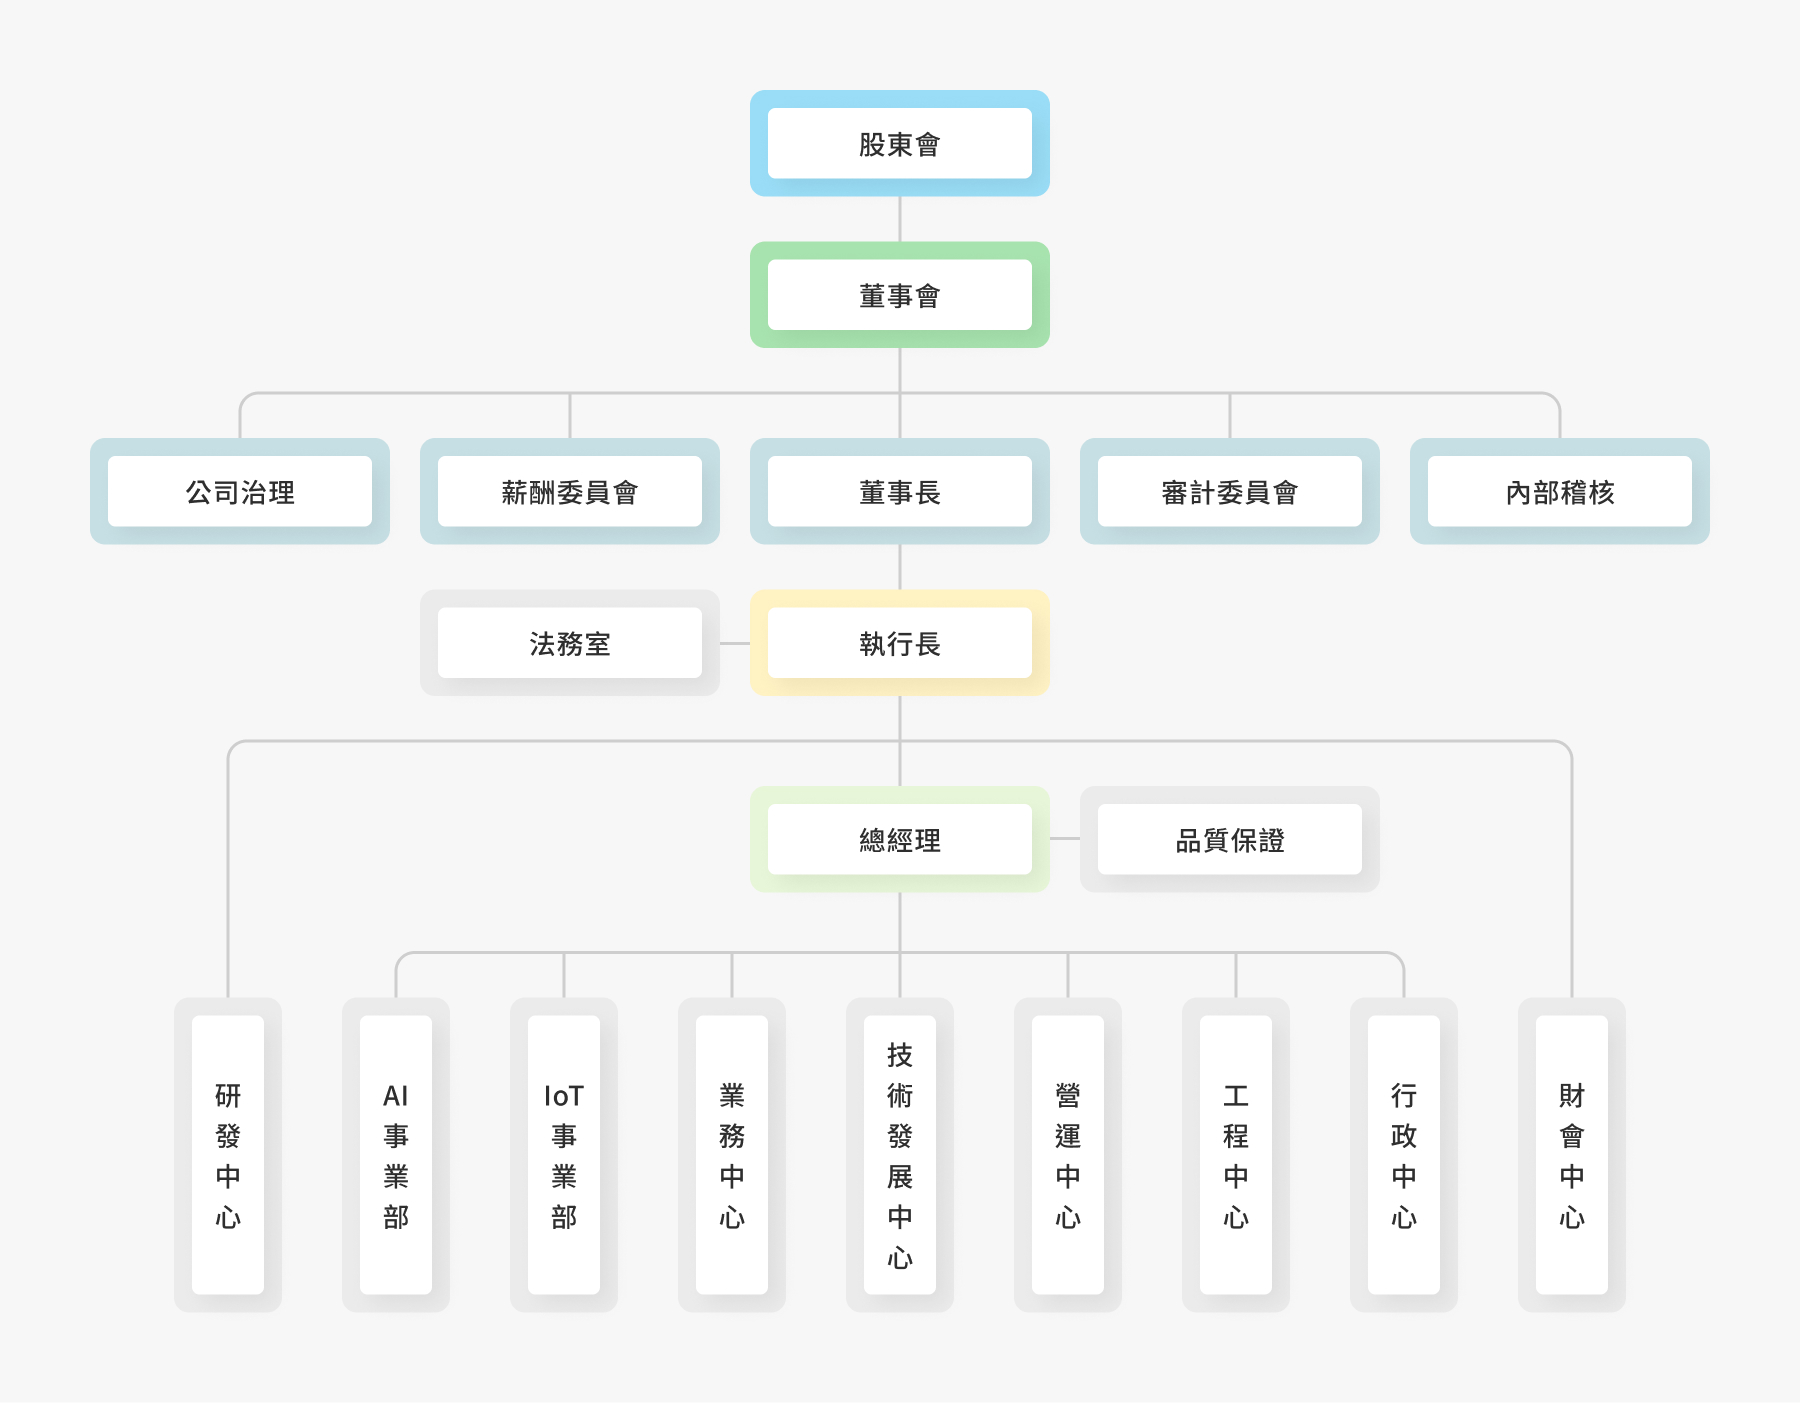 股東會
董事會
公司治理
薪酬委員會
董事長
審計委員會
內部稽核
法務室
執行長
總經理
品質保證
研發中心
AI事業部
IoT事業部
業務中心
技術發展中心
營運中心
工程中心
行政中心
財會中心